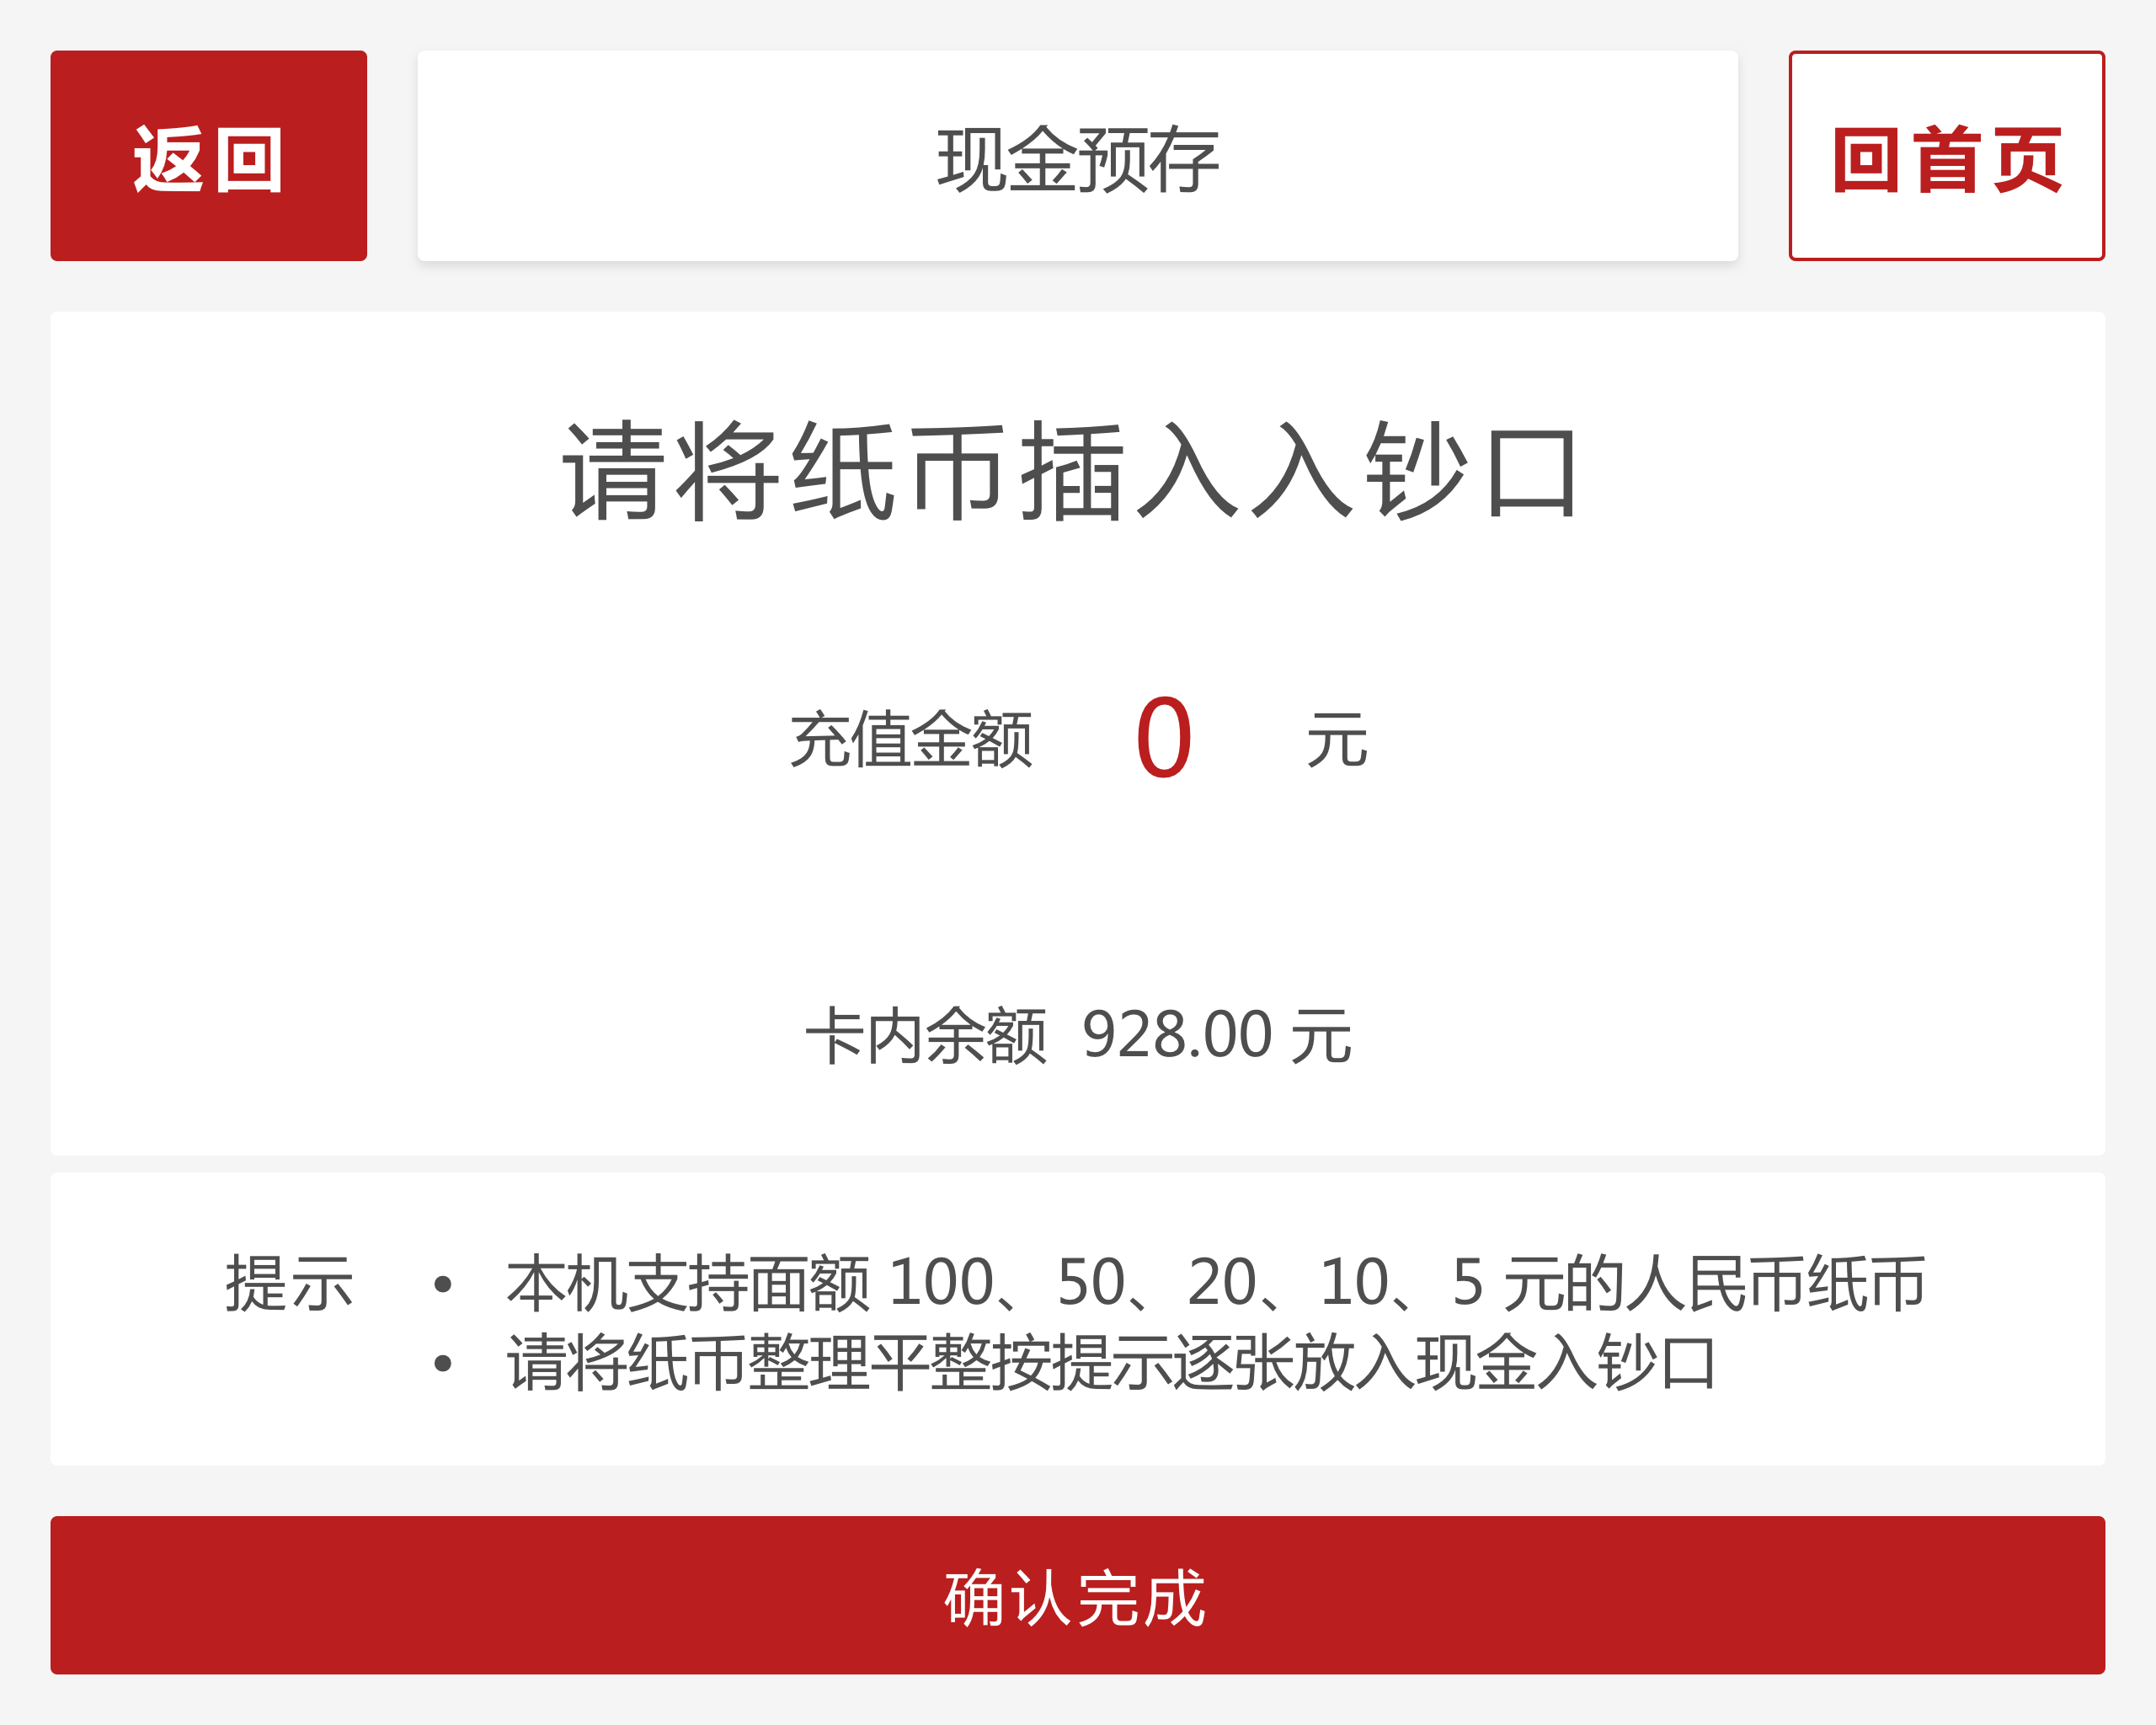 返回
现金预存
回首页
请将纸币插入入钞口
充值金额 0 元
卡内余额 928.00 元
提示 • 本机支持面额 100、50、20、10、5 元的人民币纸币
• 请将纸币整理平整按提示逐张放入现金入钞口
确认完成